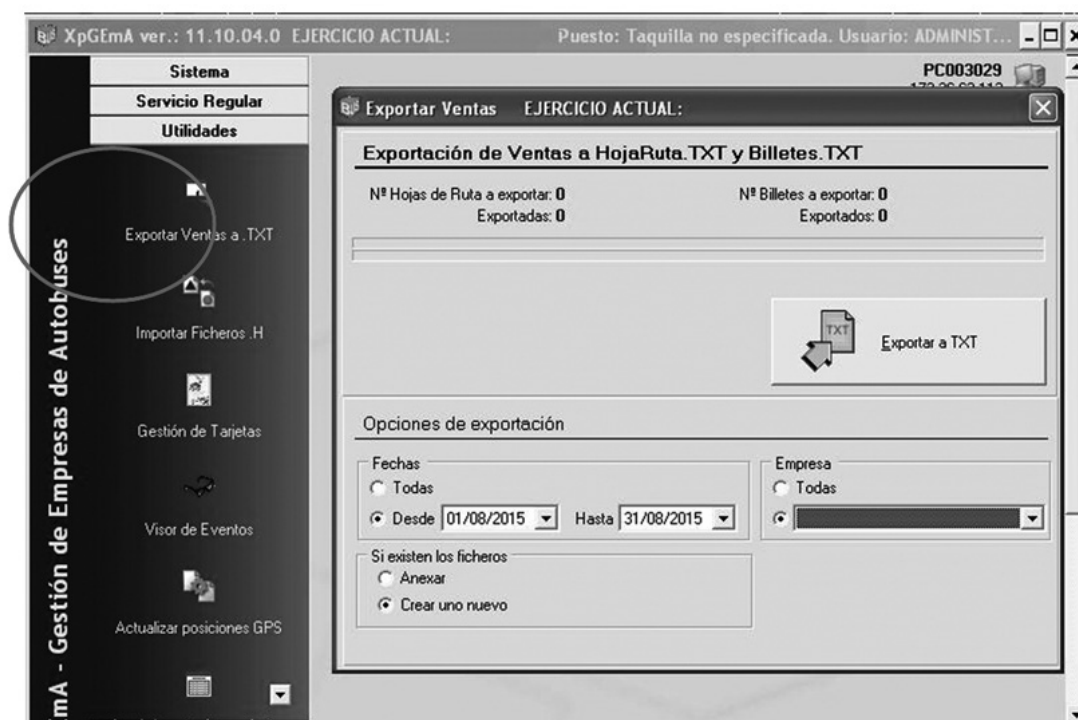 XpGEmA ver.: 11.10.04.0 EJERCICIO ACTUAL: Puesto: Taquilla no especificada. Usuario: ADMINIST...
Sistema
Servicio Regular
Utilidades
Exportar Ventas a .TXT
Importar Ficheros .H
Gestión de Tarjetas
Visor de Eventos
Actualizar posiciones GPS
mA - Gestión de Empresas de Autobuses
PC003029
Exportar Ventas EJERCICIO ACTUAL:
Exportación de Ventas a HojaRuta.TXT y Billetes.TXT
Nº Hojas de Ruta a exportar: 0 Nº Billetes a exportar: 0
Exportadas: 0 Exportados: 0
TXT
Exportar a TXT
Opciones de exportación
Fechas Empresa
Todas Todas
Desde 01/08/2015 Hasta 31/08/2015
Si existen los ficheros
Anexar
Crear uno nuevo